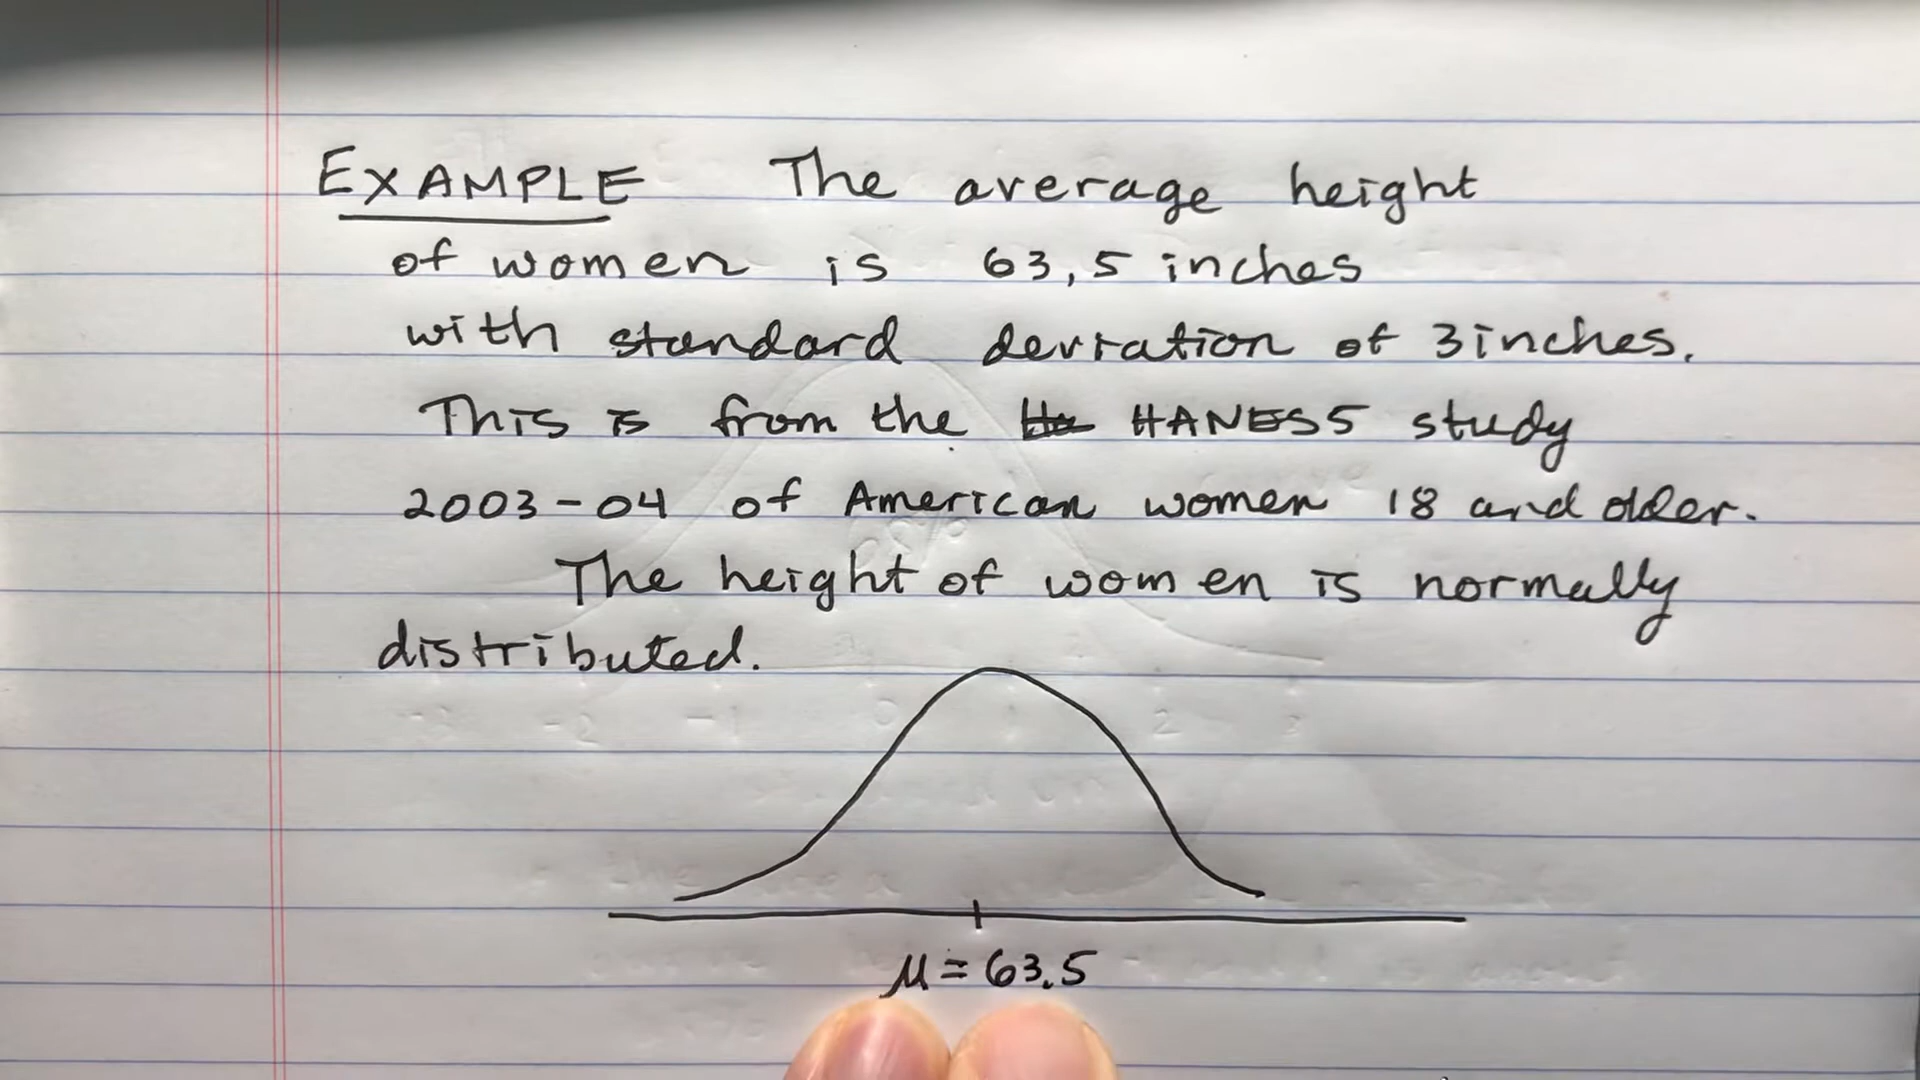 EXAMPLE The average height
of women is 63,5 inches
with standard deviation of 3 inches.
This is from the HANES5 study
2003-04 of American women 18 and older.
The height of women is normally
distributed.
μ = 63.5